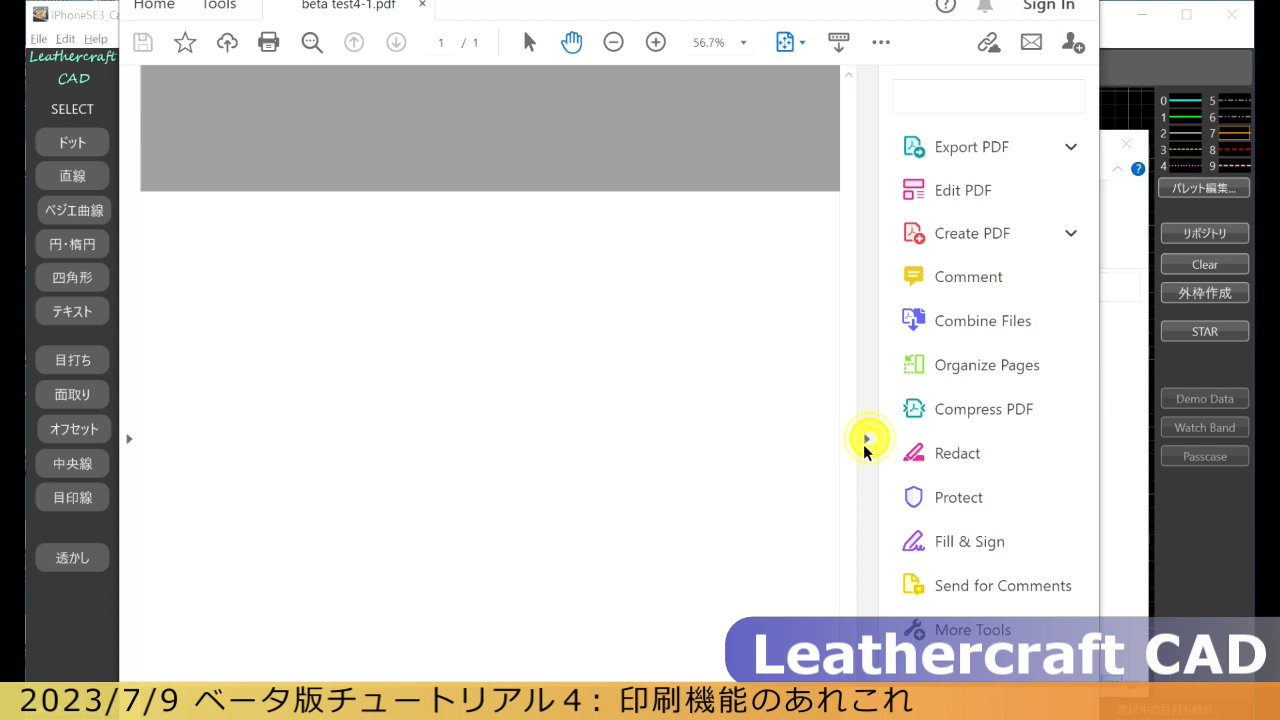 Home Tools beta test4-1.pdf × Sign In
iPhoneSE3_Ca
File Edit Help
1 / 1 56.7%
Leathercraft
CAD
SELECT
ドット
直線
ベジエ曲線
円・楕円
四角形
テキスト
目打ち
面取り
オフセット
中央線
目印線
透かし
Export PDF
Edit PDF
Create PDF
Comment
Combine Files
Organize Pages
Compress PDF
Redact
Protect
Fill & Sign
Send for Comments
More Tools
0 5
1 6
2 7
3 8
4 9
パレット編集...
リポジトリ
Clear
外枠作成
STAR
Demo Data
Watch Band
Passcase
Leathercraft CAD
2023/7/9 ベータ版チュートリアル４： 印刷機能のあれこれ